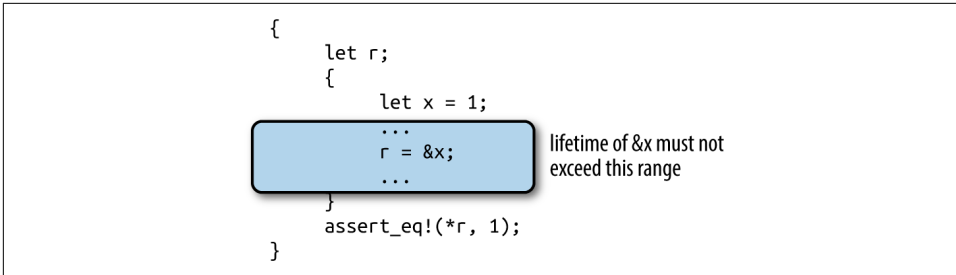 {
let r;
{
let x = 1;
...
r = &x;
...
}
assert_eq!(*r, 1);
}
lifetime of &x must not
exceed this range